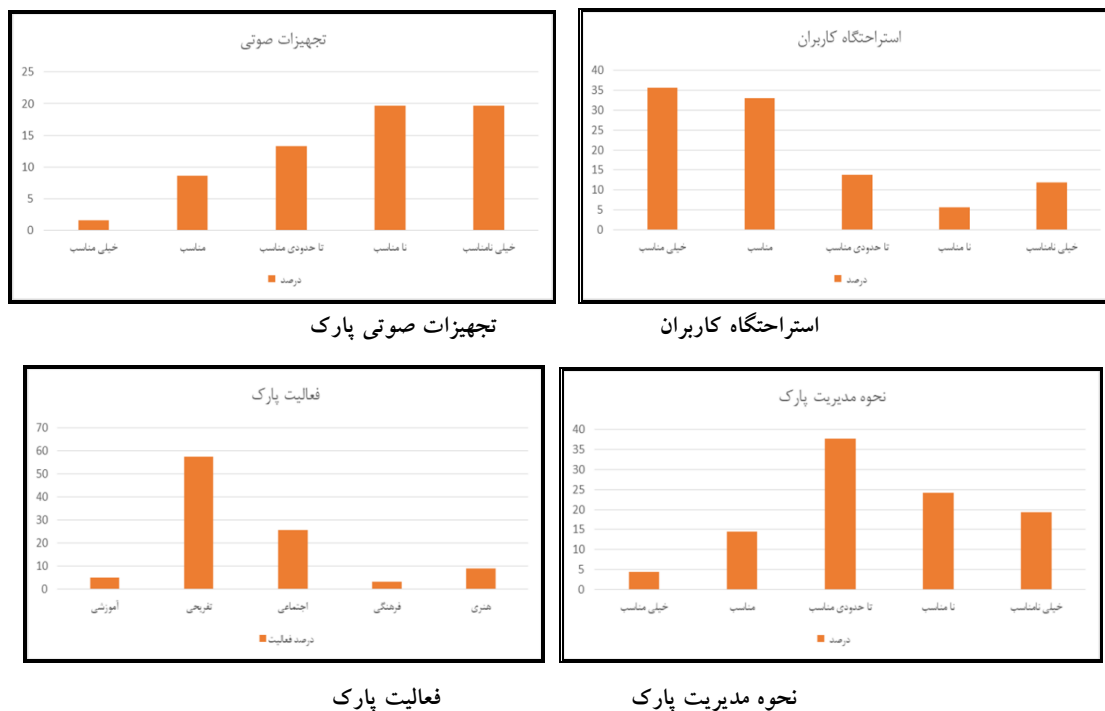 تجهیزات صوتی
25
20
15
10
5
0
خیلی مناسب
مناسب
تا حدودی مناسب
نا مناسب
خیلی نامناسب
درصد
تجهیزات صوتی پارک
استراحتگاه کاربران
40
35
30
25
20
15
10
5
0
خیلی مناسب
مناسب
تا حدودی مناسب
نا مناسب
خیلی نامناسب
درصد
استراحتگاه کاربران
فعالیت پارک
70
60
50
40
30
20
10
0
آموزشی
تفریحی
اجتماعی
فرهنگی
هنری
درصد فعالیت
فعالیت پارک
نحوه مدیریت پارک
40
35
30
25
20
15
10
5
0
خیلی مناسب
مناسب
تا حدودی مناسب
نا مناسب
خیلی نامناسب
درصد
نحوه مدیریت پارک